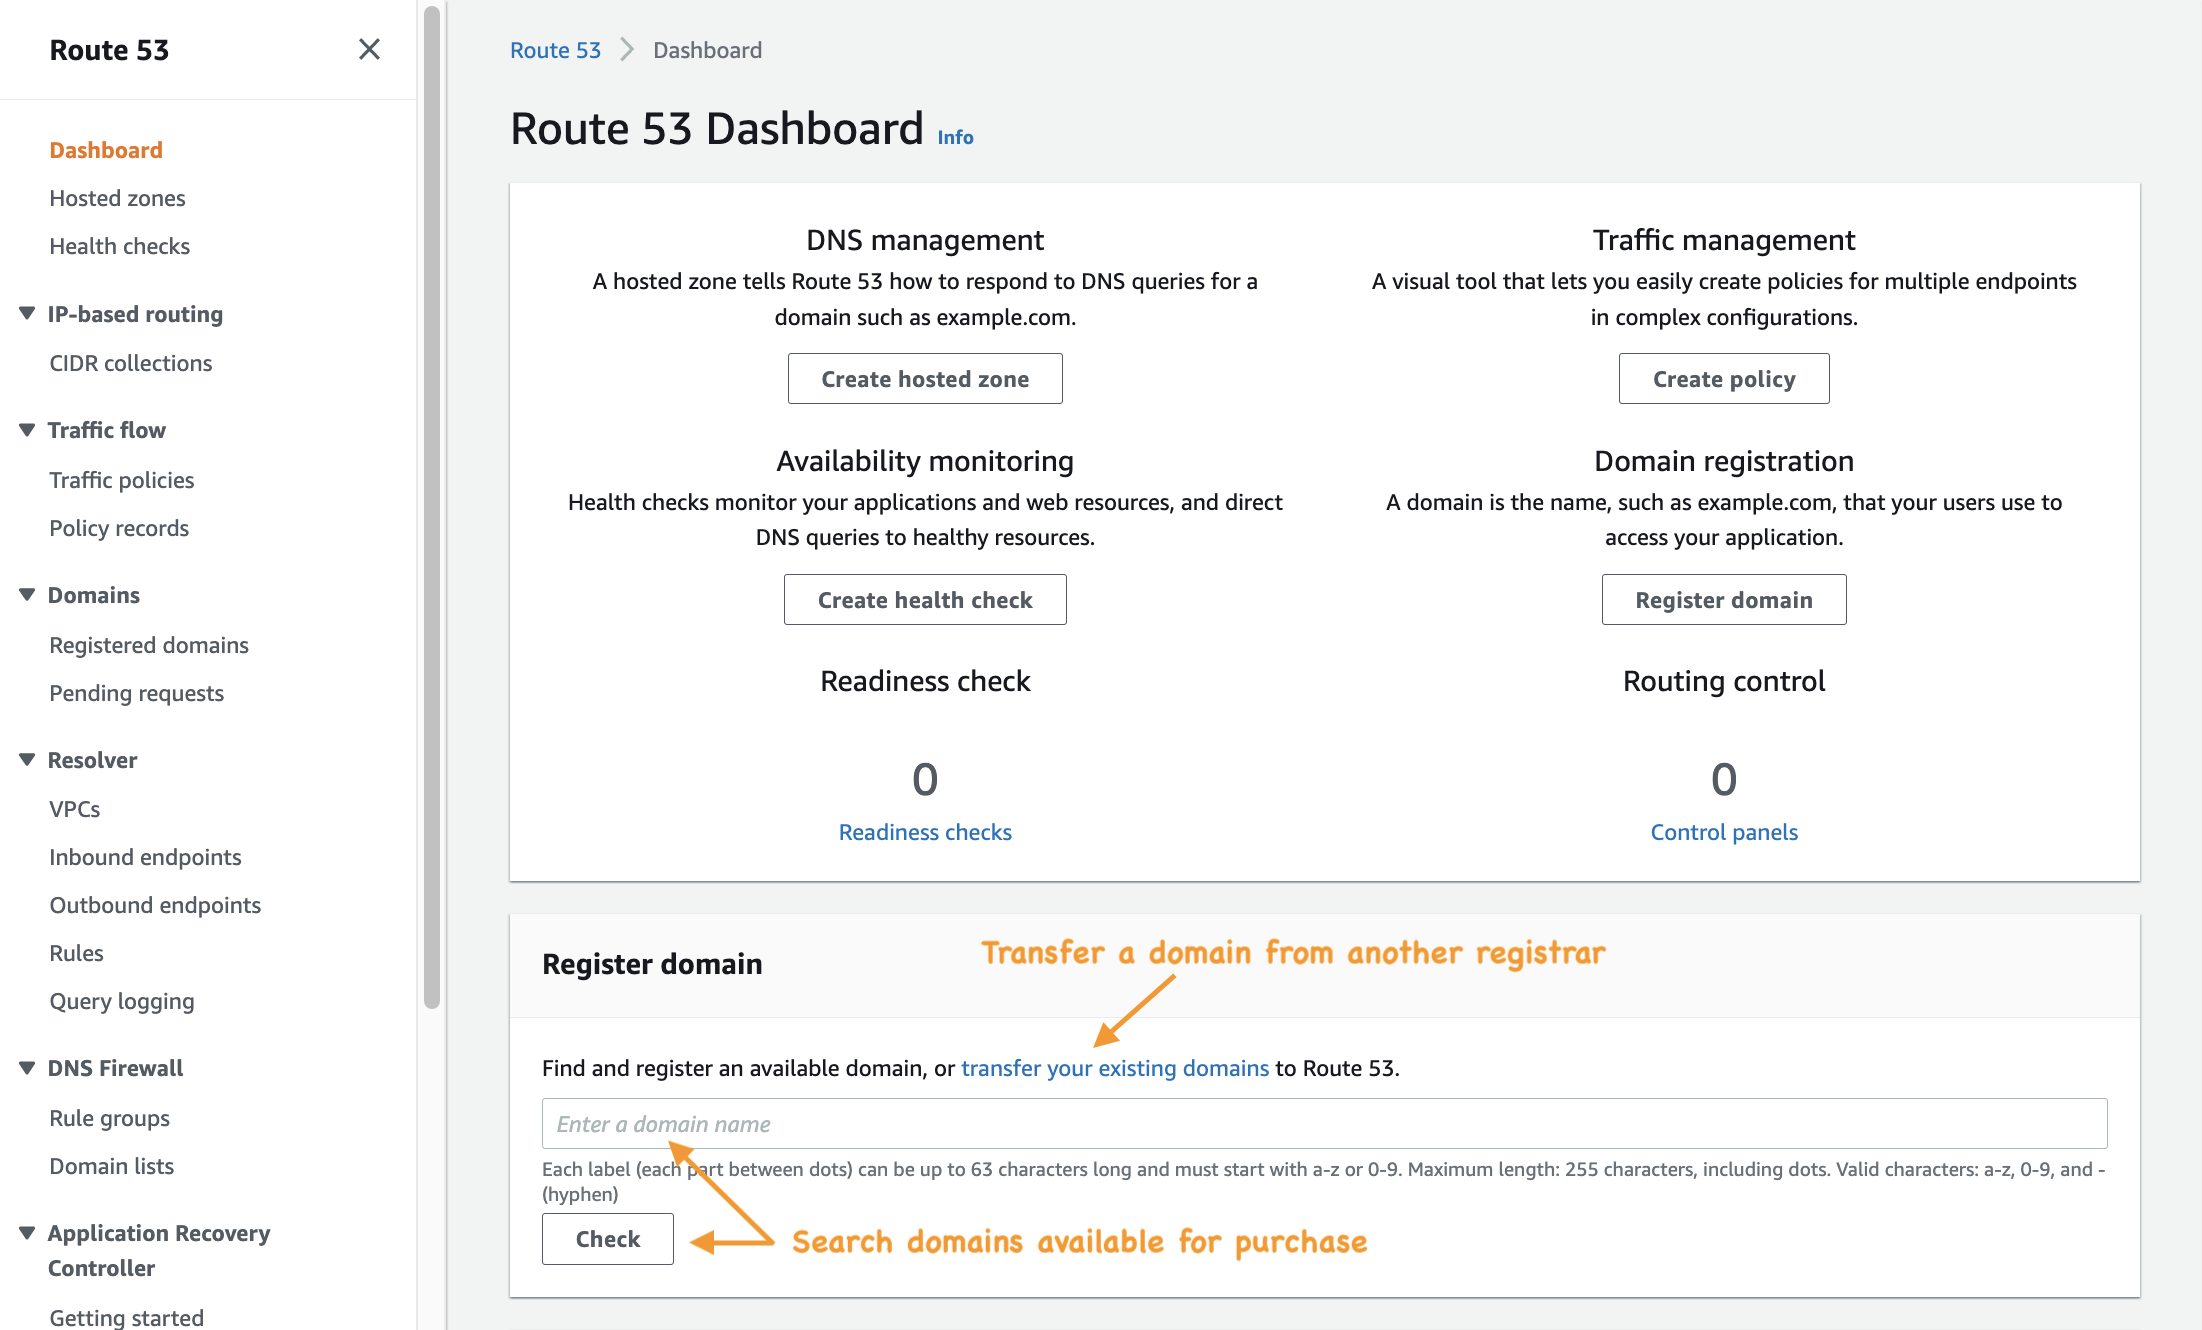 Route 53
Dashboard
Hosted zones
Health checks
IP-based routing
CIDR collections
Traffic flow
Traffic policies
Policy records
Domains
Registered domains
Pending requests
Resolver
VPCs
Inbound endpoints
Outbound endpoints
Rules
Query logging
DNS Firewall
Rule groups
Domain lists
Application Recovery
Controller
Getting started
Route 53 > Dashboard
Route 53 Dashboard Info
DNS management
A hosted zone tells Route 53 how to respond to DNS queries for a
domain such as example.com.
Create hosted zone
Traffic management
A visual tool that lets you easily create policies for multiple endpoints
in complex configurations.
Create policy
Availability monitoring
Health checks monitor your applications and web resources, and direct
DNS queries to healthy resources.
Create health check
Domain registration
A domain is the name, such as example.com, that your users use to
access your application.
Register domain
Readiness check
0
Readiness checks
Routing control
0
Control panels
Register domain
Transfer a domain from another registrar
Find and register an available domain, or transfer your existing domains to Route 53.
Enter a domain name
Each label (each part between dots) can be up to 63 characters long and must start with a-z or 0-9. Maximum length: 255 characters, including dots. Valid characters: a-z, 0-9, and -
(hyphen)
Check
Search domains available for purchase